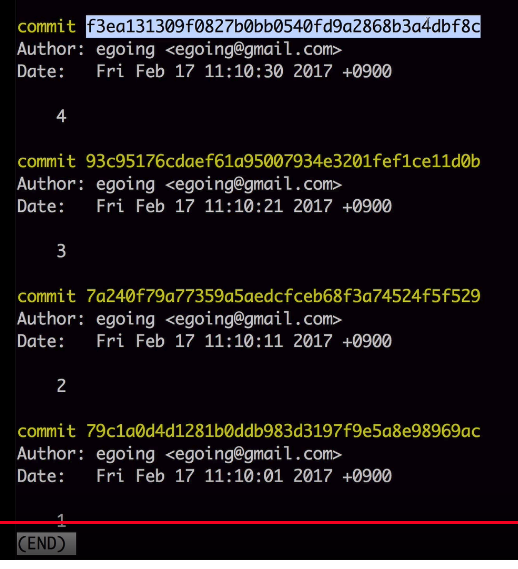 commit f3ea131309f0827b0bb0540fd9a2868b3a4dbf8c
Author: egoing <egoing@gmail.com>
Date:   Fri Feb 17 11:10:30 2017 +0900
4
commit 93c95176cdaef61a95007934e3201fef1ce11d0b
Author: egoing <egoing@gmail.com>
Date:   Fri Feb 17 11:10:21 2017 +0900
3
commit 7a240f79a77359a5aedcfceb68f3a74524f5f529
Author: egoing <egoing@gmail.com>
Date:   Fri Feb 17 11:10:11 2017 +0900
2
commit 79c1a0d4d1281b0ddb983d3197f9e5a8e98969ac
Author: egoing <egoing@gmail.com>
Date:   Fri Feb 17 11:10:01 2017 +0900
1
(END)